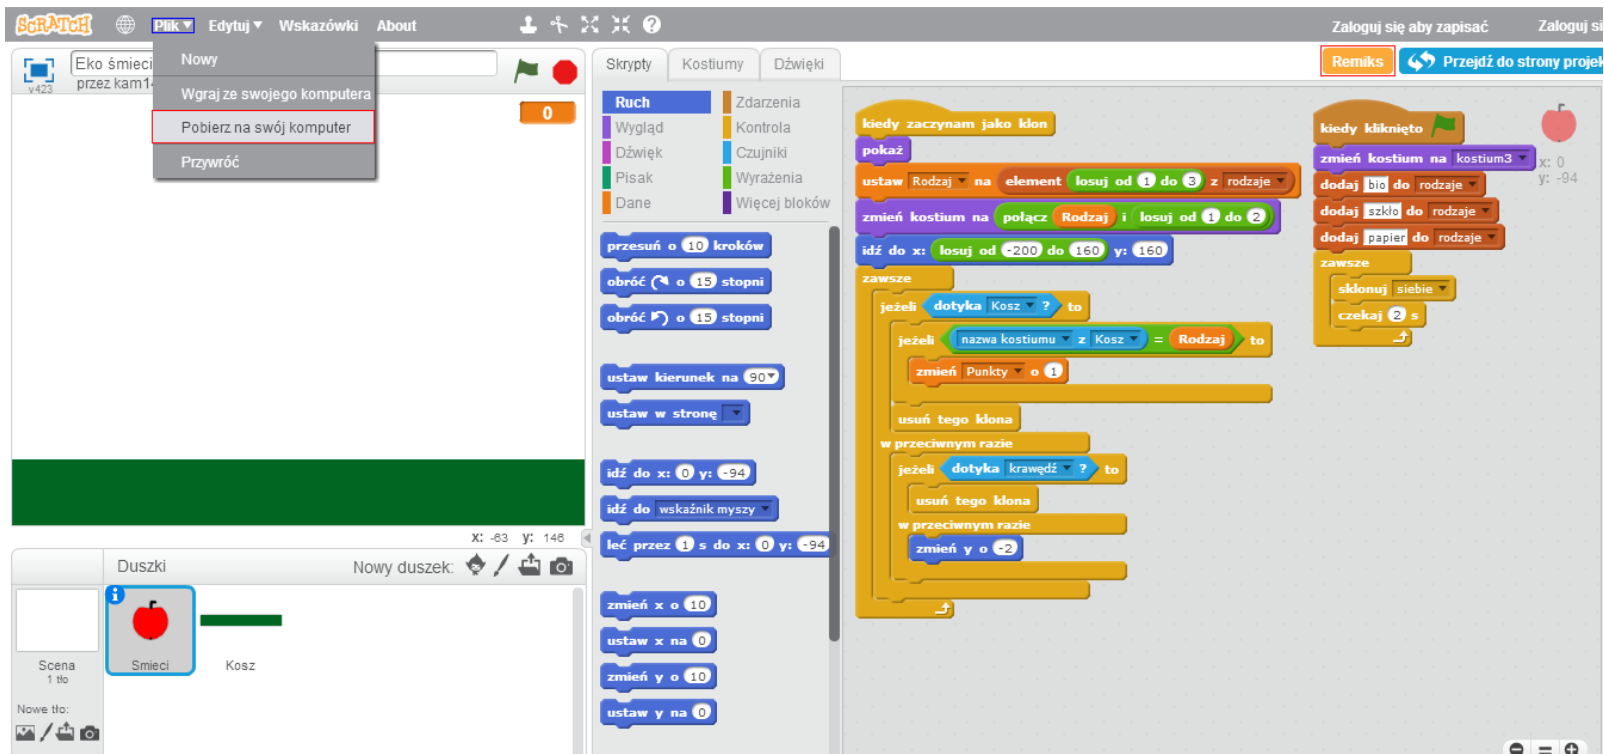 SCRATCH Plik Edytuj Wskazówki About Zaloguj się aby zapisać Zaloguj si
Nowy
Wgraj ze swojego komputera
Pobierz na swój komputer
Przywróć
v423
Eko śmieci
przez kam14
0
X: -63 y: 146
Skrypty Kostiumy Dźwięki
Remiks Przejdź do strony projek
Ruch Zdarzenia
Wygląd Kontrola
Dźwięk Czujniki
Pisak Wyrażenia
Dane Więcej bloków
przesuń o 10 kroków
obróć o 15 stopni
obróć o 15 stopni
ustaw kierunek na 90
ustaw w stronę
idź do x: 0 y: -94
idź do wskaźnik myszy
leć przez 1 s do x: 0 y: -94
zmień x o 10
ustaw x na 0
zmień y o 10
ustaw y na 0
kiedy zaczynam jako klon
pokaż
ustaw Rodzaj na element losuj od 1 do 3 z rodzaje
zmień kostium na połącz Rodzaj i losuj od 1 do 2
idź do x: losuj od -200 do 160 y: 160
zawsze
jeżeli dotyka Kosz ? to
jeżeli nazwa kostiumu z Kosz = Rodzaj to
zmień Punkty o 1
usuń tego klona
w przeciwnym razie
jeżeli dotyka krawędź ? to
usuń tego klona
w przeciwnym razie
zmień y o -2
kiedy kliknięto
zmień kostium na kostium3
dodaj bio do rodzaje
dodaj szkło do rodzaje
dodaj papier do rodzaje
zawsze
sklonuj siebie
czekaj 2 s
x: 0
y: -94
Duszki Nowy duszek:
Scena
1 tło
Nowe tło:
Smieci
Kosz